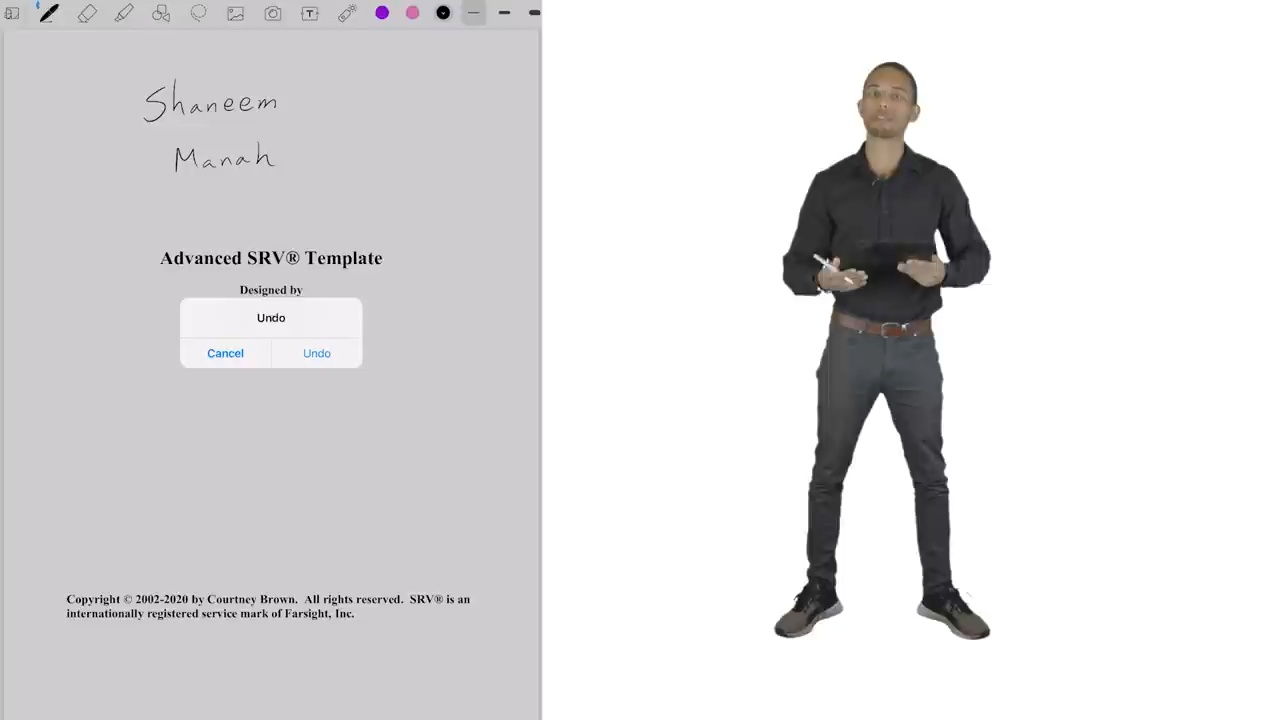 Shaneem
Manah
Advanced SRV® Template
Designed by
Undo
Cancel Undo
Copyright © 2002-2020 by Courtney Brown. All rights reserved. SRV® is an
internationally registered service mark of Farsight, Inc.